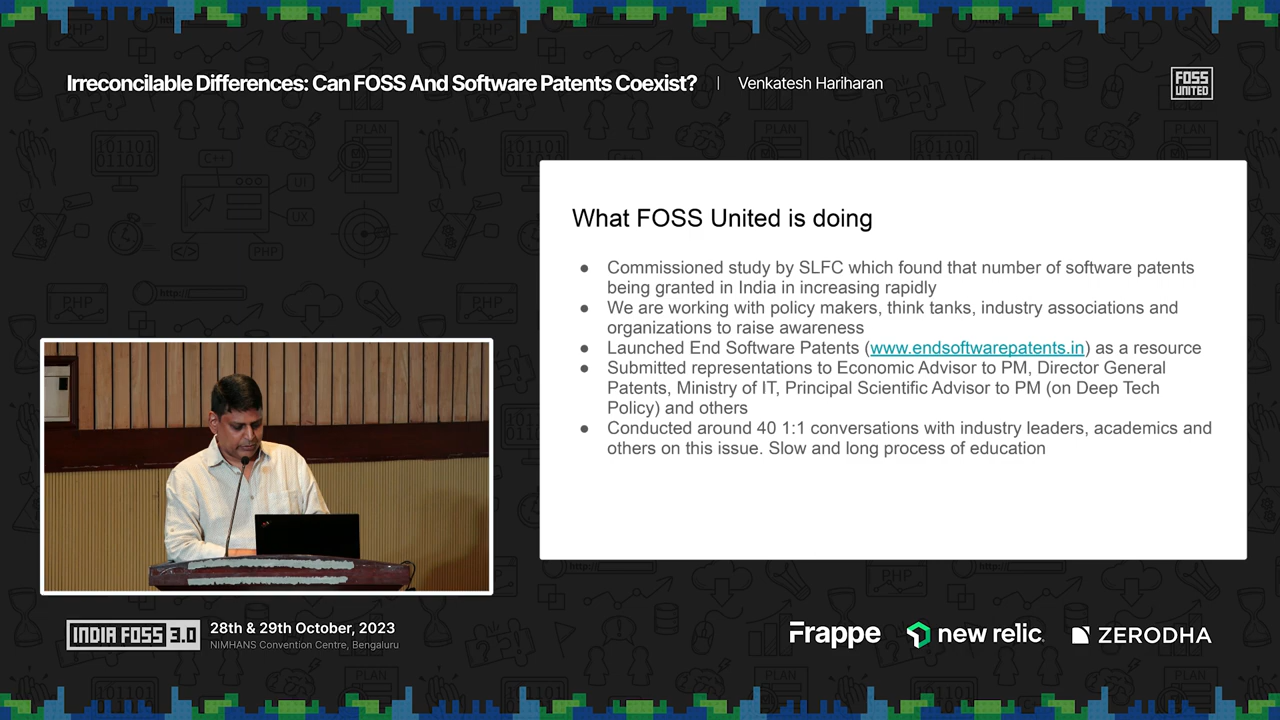 Irreconcilable Differences: Can FOSS And Software Patents Coexist? | Venkatesh Hariharan
FOSS
UNITED
What FOSS United is doing
● Commissioned study by SLFC which found that number of software patents
being granted in India in increasing rapidly
● We are working with policy makers, think tanks, industry associations and
organizations to raise awareness
● Launched End Software Patents (www.endsoftwarepatents.in) as a resource
● Submitted representations to Economic Advisor to PM, Director General
Patents, Ministry of IT, Principal Scientific Advisor to PM (on Deep Tech
Policy) and others
● Conducted around 40 1:1 conversations with industry leaders, academics and
others on this issue. Slow and long process of education
INDIA FOSS 3.0
28th & 29th October, 2023
NIMHANS Convention Centre, Bengaluru
Frappe
new relic
ZERODHA
PHP
PLAN
C++
UI
UX